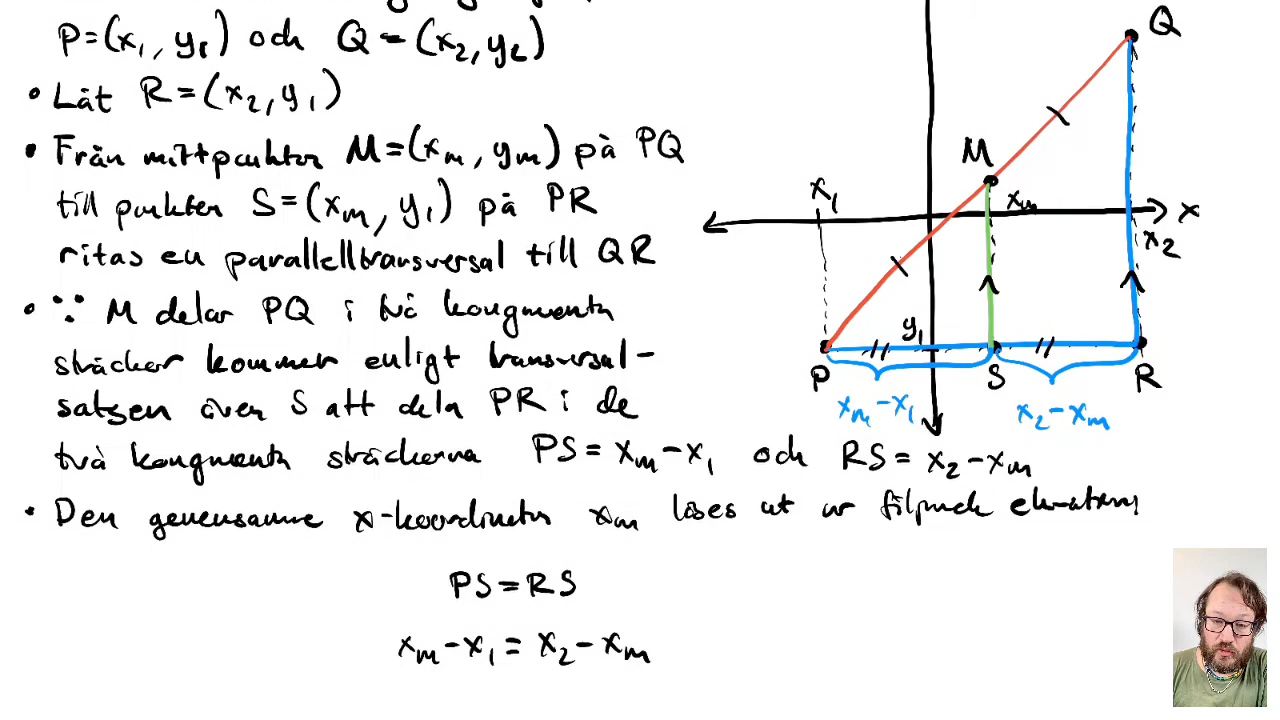 P=(x₁, y₁) och Q=(x₂, y₂)
• Låt R=(x₂, y₁)
• Från mittpunkten M=(xₘ, yₘ) på PQ
till punkten S=(xₘ, y₁) på PR
ritas en paralleltransversal till QR
• ∵ M delar PQ i två kongruenta
sträckor kommer enligt transversal-
satsen även S att dela PR i de
två kongruenta sträckorna PS = xₘ-x₁ och RS = x₂-xₘ
• Den gemensamma x-koordinaten xₘ löses ut ur följande
PS=RS
xₘ-x₁ = x₂-xₘ
Q
M
x₁
xₘ
x
x₂
y₁
P
S
R
xₘ-x₁
x₂-xₘ